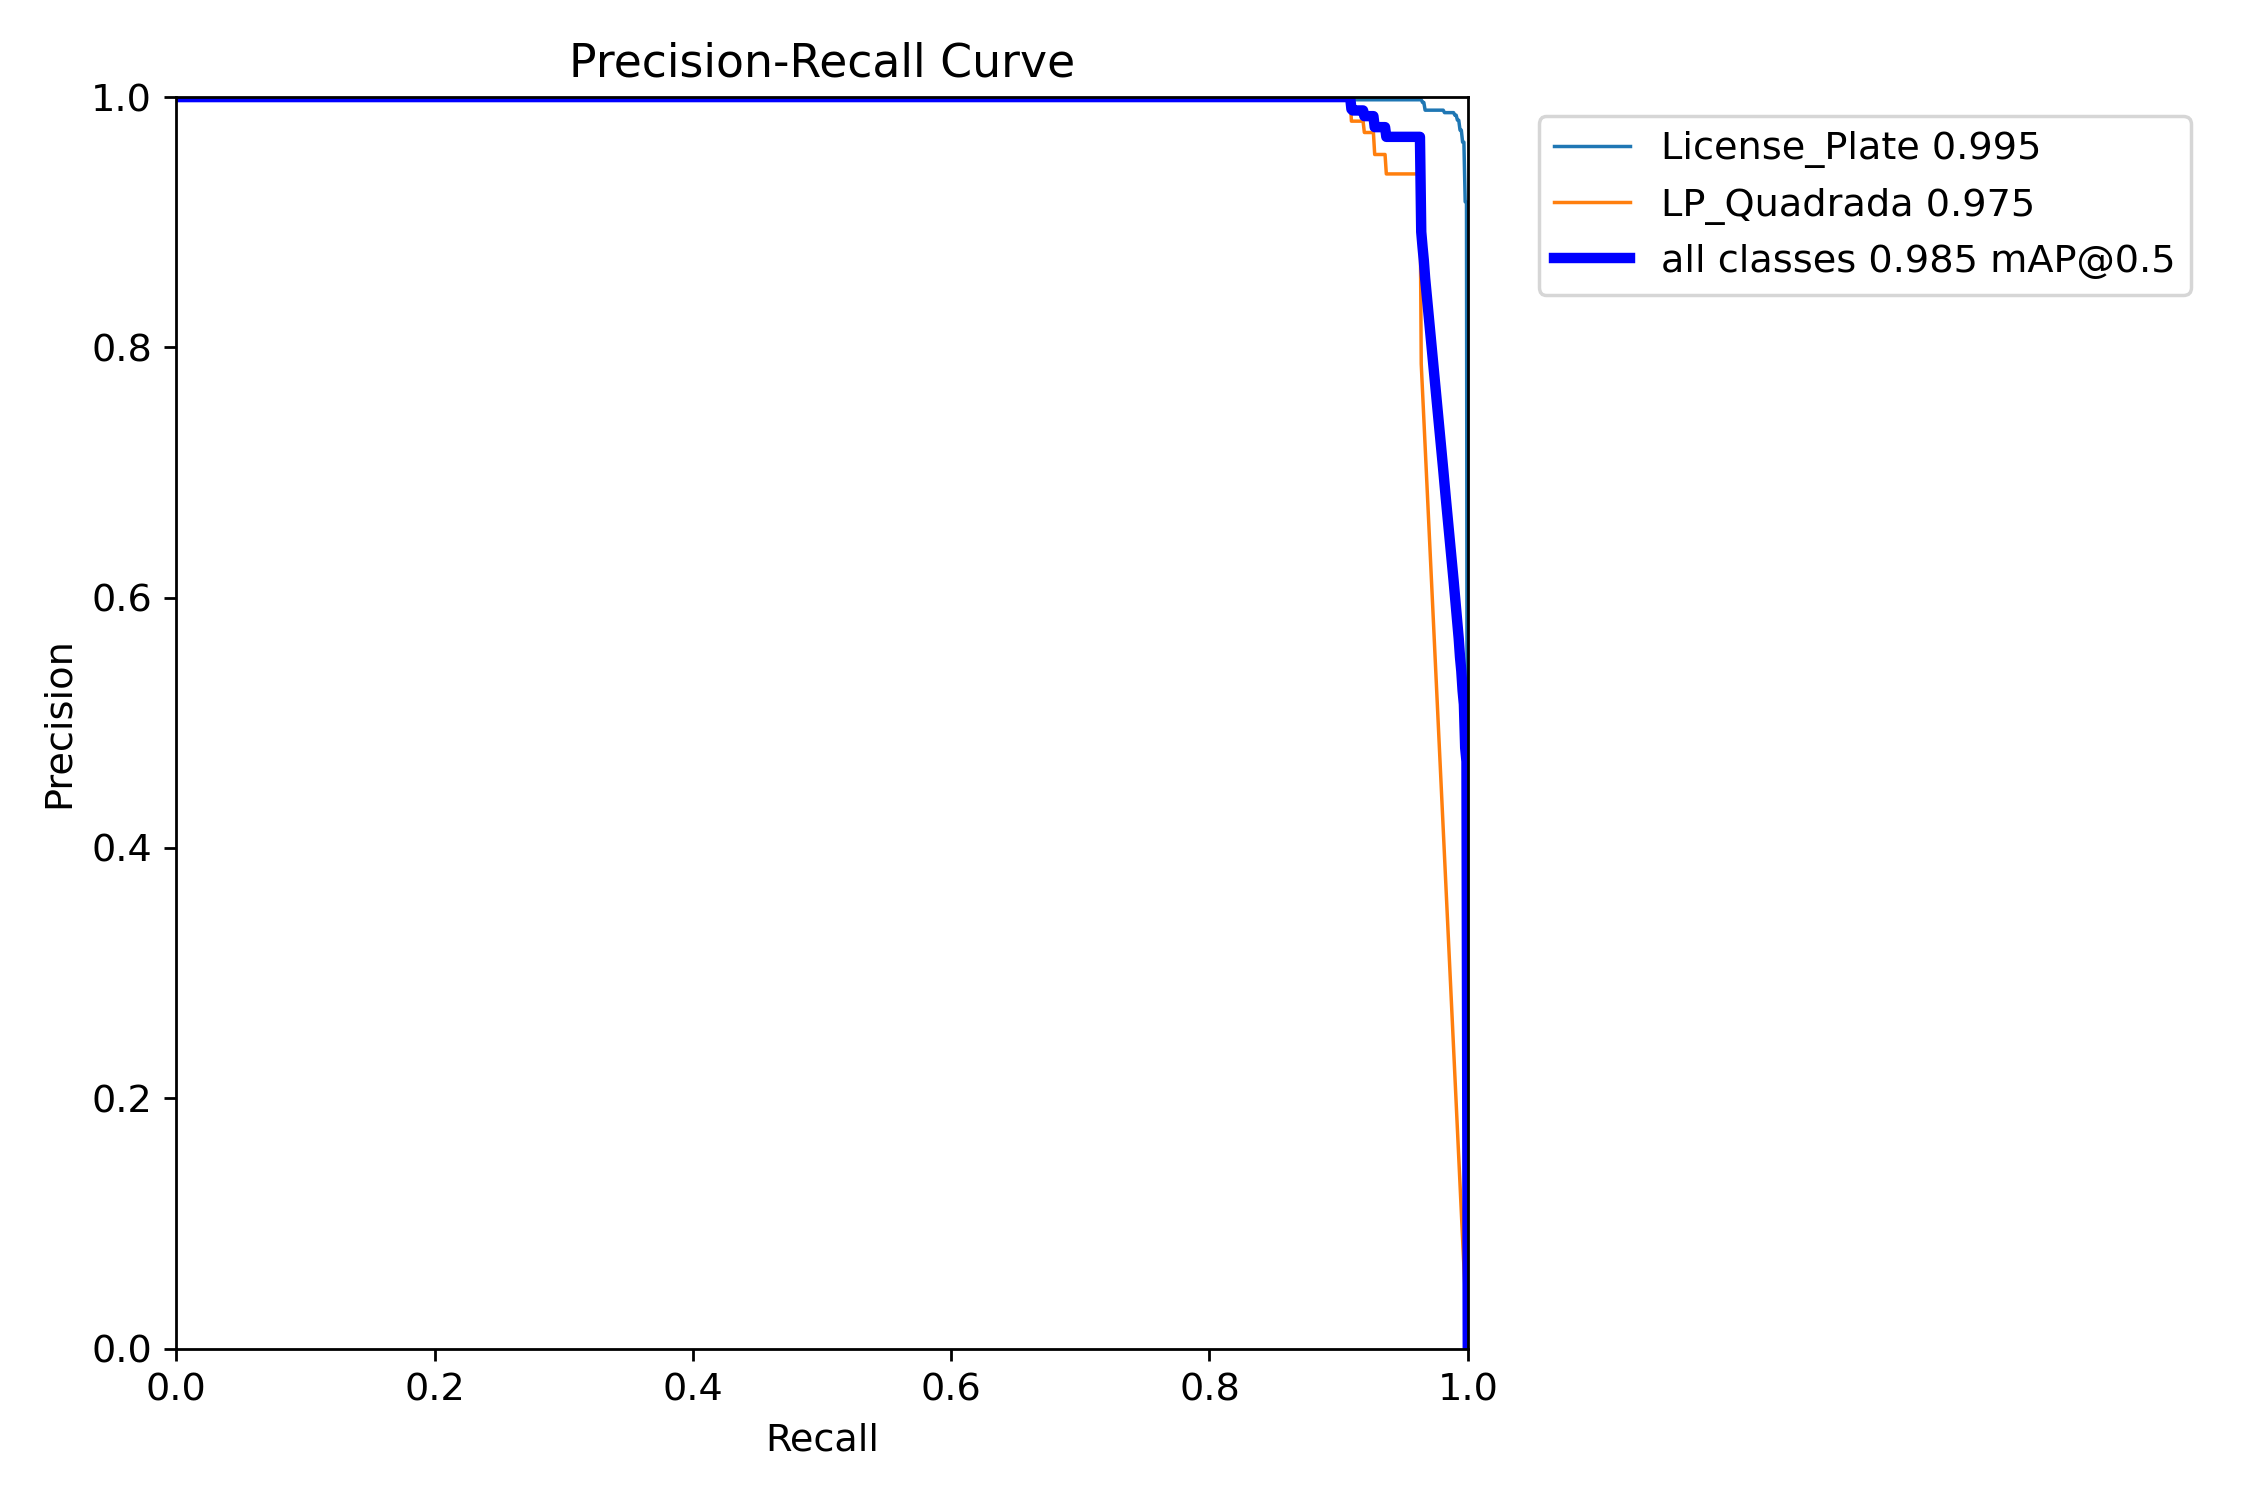 Precision-Recall Curve
1.0
0.8
0.6
0.4
0.2
0.0
Precision
0.0 0.2 0.4 0.6 0.8 1.0
Recall
License_Plate 0.995
LP_Quadrada 0.975
all classes 0.985 mAP@0.5